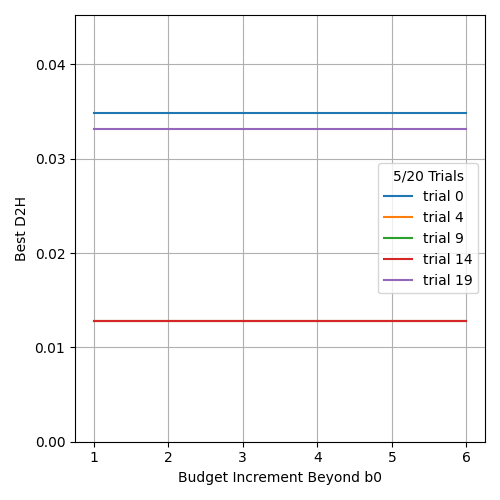 0.04
0.03
0.02
0.01
0.00
Best D2H
5/20 Trials
trial 0
trial 4
trial 9
trial 14
trial 19
1 2 3 4 5 6
Budget Increment Beyond b0